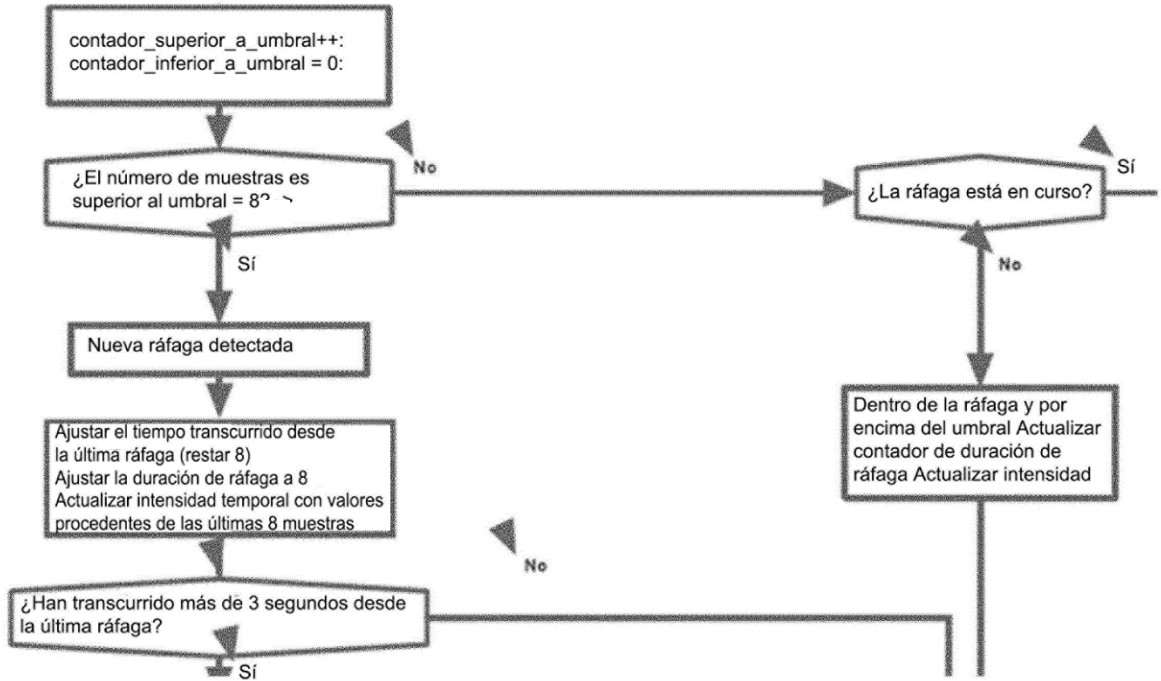 contador_superior_a_umbral++:
contador_inferior_a_umbral = 0:
No
¿El número de muestras es
superior al umbral = 8?
Sí
¿La ráfaga está en curso?
Sí
No
Nueva ráfaga detectada
Ajustar el tiempo transcurrido desde
la última ráfaga (restar 8)
Ajustar la duración de ráfaga a 8
Actualizar intensidad temporal con valores
procedentes de las últimas 8 muestras
Dentro de la ráfaga y por
encima del umbral Actualizar
contador de duración de
ráfaga Actualizar intensidad
No
¿Han transcurrido más de 3 segundos desde
la última ráfaga?
Sí